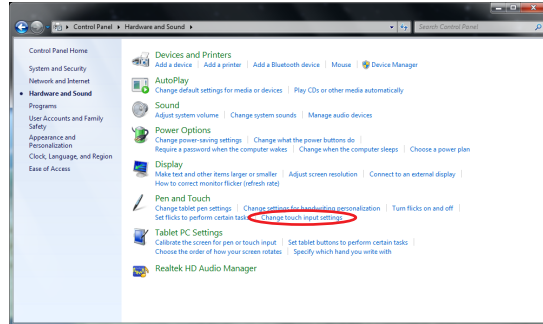 Control Panel ▸ Hardware and Sound ▸
Search Control Panel
Control Panel Home
System and Security
Network and Internet
Hardware and Sound
Programs
User Accounts and Family
Safety
Appearance and
Personalization
Clock, Language, and Region
Ease of Access
Devices and Printers
Add a device | Add a printer | Add a Bluetooth device | Mouse | Device Manager
AutoPlay
Change default settings for media or devices | Play CDs or other media automatically
Sound
Adjust system volume | Change system sounds | Manage audio devices
Power Options
Change power-saving settings | Change what the power buttons do |
Require a password when the computer wakes | Change when the computer sleeps | Choose a power plan
Display
Make text and other items larger or smaller | Adjust screen resolution | Connect to an external display |
How to correct monitor flicker (refresh rate)
Pen and Touch
Change tablet pen settings | Change settings for handwriting personalization | Turn flicks on and off |
Set flicks to perform certain tasks | Change touch input settings
Tablet PC Settings
Calibrate the screen for pen or touch input | Set tablet buttons to perform certain tasks |
Choose the order of how your screen rotates | Specify which hand you write with
Realtek HD Audio Manager